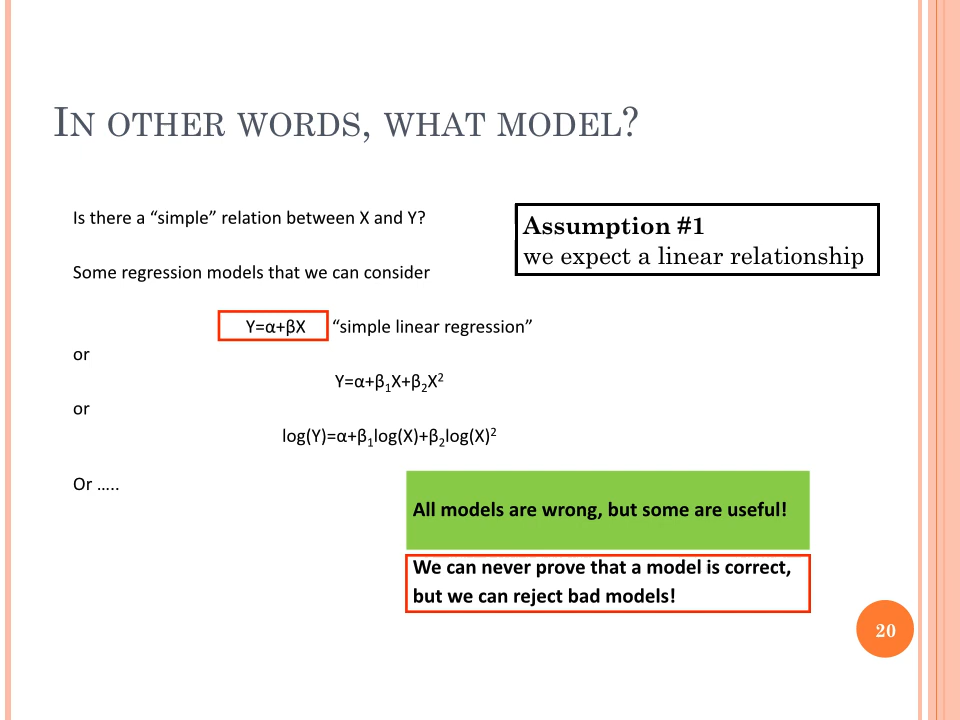 IN OTHER WORDS, WHAT MODEL?
Is there a “simple” relation between X and Y?
Assumption #1
we expect a linear relationship
Some regression models that we can consider
Y=α+βX “simple linear regression”
or
Y=α+β₁X+β₂X²
or
log(Y)=α+β₁log(X)+β₂log(X)²
Or …..
All models are wrong, but some are useful!
We can never prove that a model is correct,
but we can reject bad models!
20